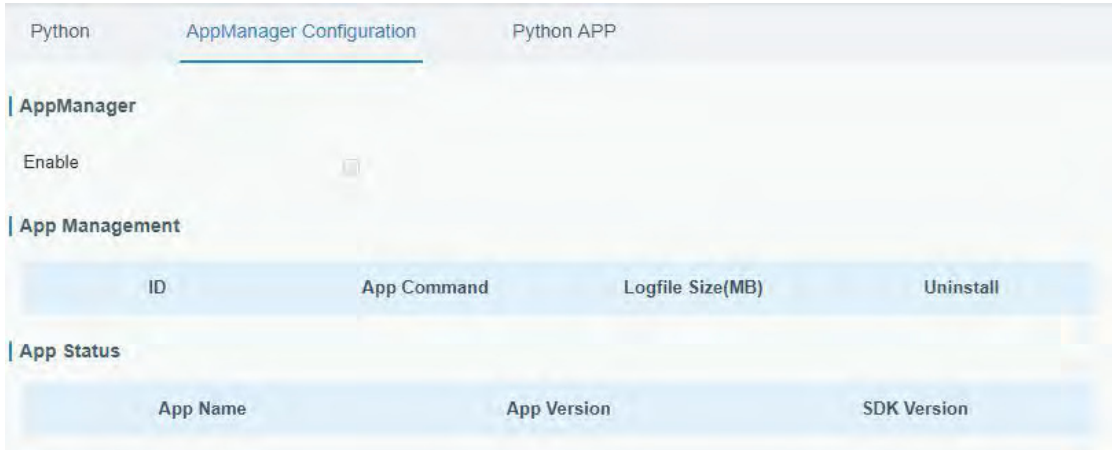 Python AppManager Configuration Python APP
AppManager
Enable
App Management
ID App Command Logfile Size(MB) Uninstall
App Status
App Name App Version SDK Version